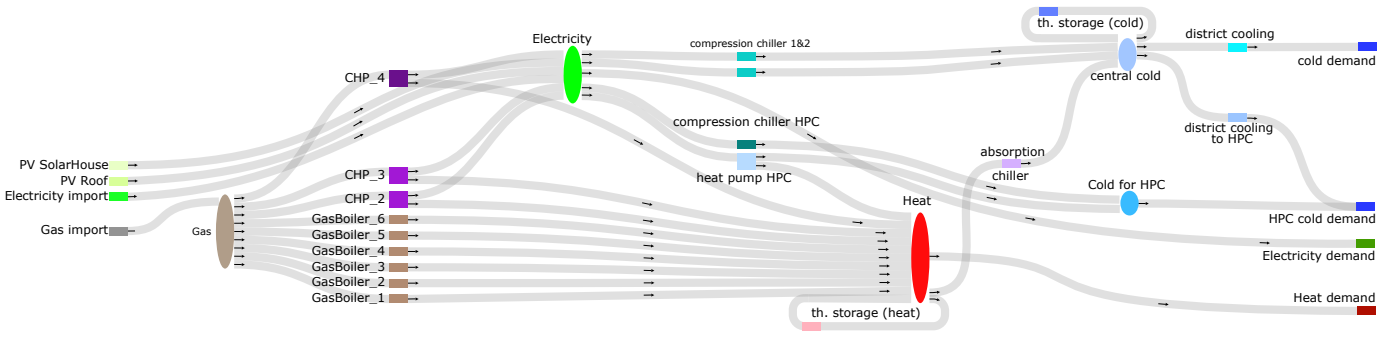 th. storage (cold)
Electricity
compression chiller 1&2
district cooling
cold demand
central cold
CHP_4
compression chiller HPC
district cooling
to HPC
absorption
chiller
PV SolarHouse
PV Roof
Electricity import
CHP_3
heat pump HPC
Cold for HPC
CHP_2
Heat
HPC cold demand
GasBoiler_6
Gas import
Gas
GasBoiler_5
GasBoiler_4
Electricity demand
GasBoiler_3
GasBoiler_2
GasBoiler_1
Heat demand
th. storage (heat)